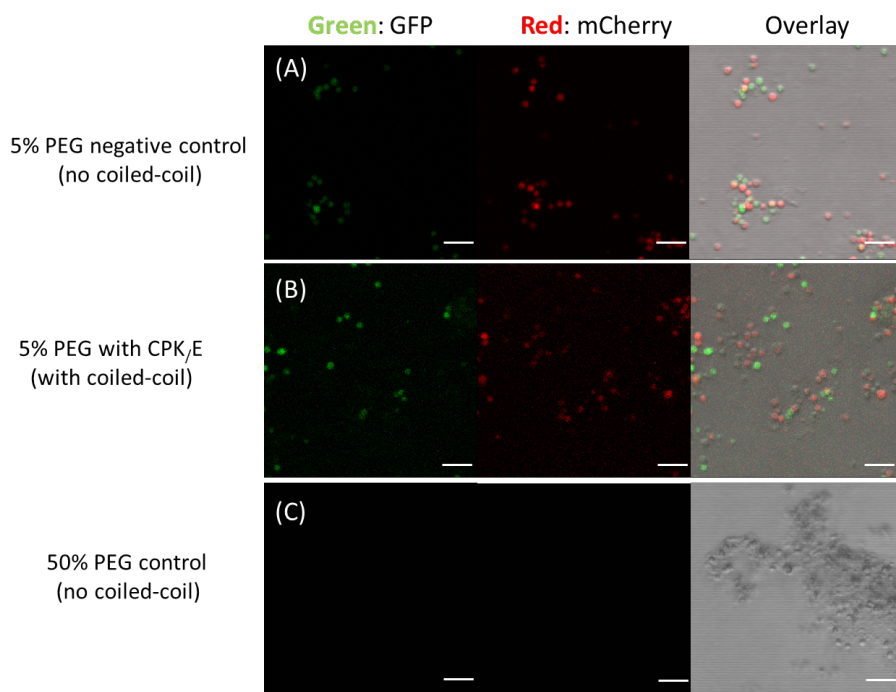 Green: GFP
Red: mCherry
Overlay
(A)
5% PEG negative control
(no coiled-coil)
(B)
5% PEG with CPK/E
(with coiled-coil)
(C)
50% PEG control
(no coiled-coil)